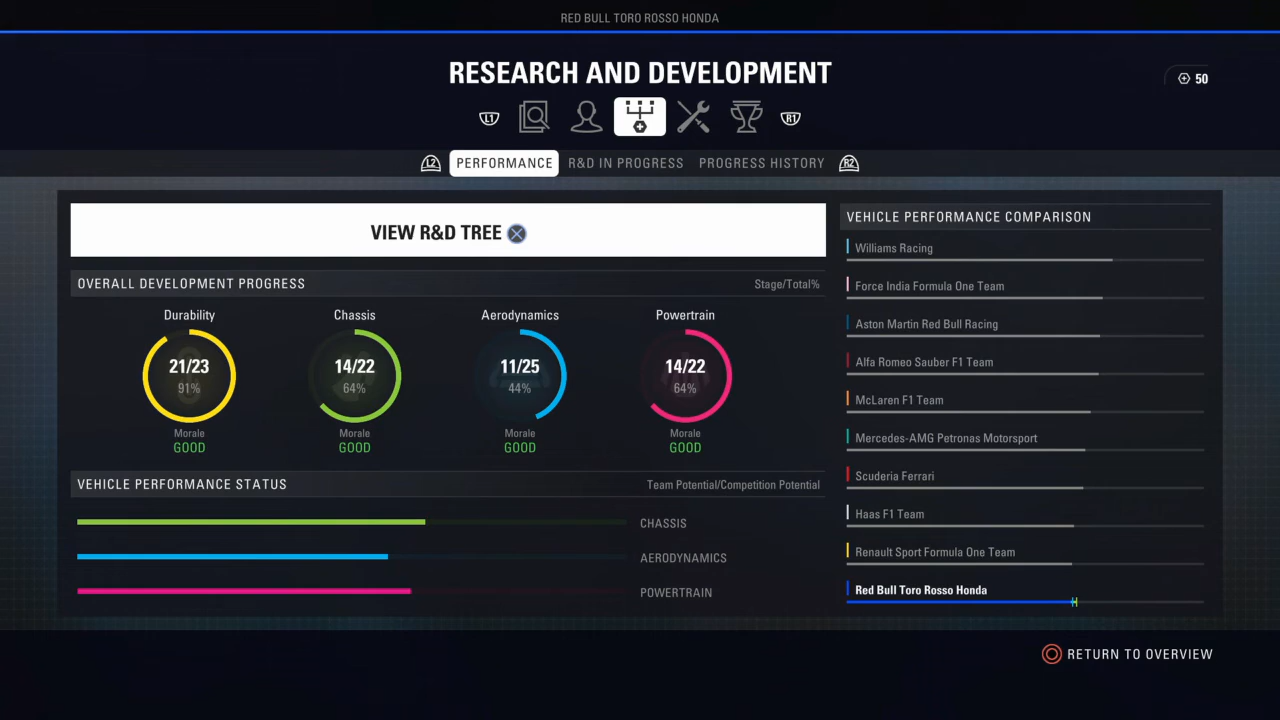 RED BULL TORO ROSSO HONDA
RESEARCH AND DEVELOPMENT
50
L1 R1
L2 PERFORMANCE R&D IN PROGRESS PROGRESS HISTORY R2
VIEW R&D TREE
OVERALL DEVELOPMENT PROGRESS Stage/Total%
Durability Chassis Aerodynamics Powertrain
21/23 14/22 11/25 14/22
91% 64% 44% 64%
Morale Morale Morale Morale
GOOD GOOD GOOD GOOD
VEHICLE PERFORMANCE STATUS Team Potential/Competition Potential
CHASSIS
AERODYNAMICS
POWERTRAIN
VEHICLE PERFORMANCE COMPARISON
Williams Racing
Force India Formula One Team
Aston Martin Red Bull Racing
Alfa Romeo Sauber F1 Team
McLaren F1 Team
Mercedes-AMG Petronas Motorsport
Scuderia Ferrari
Haas F1 Team
Renault Sport Formula One Team
Red Bull Toro Rosso Honda
RETURN TO OVERVIEW